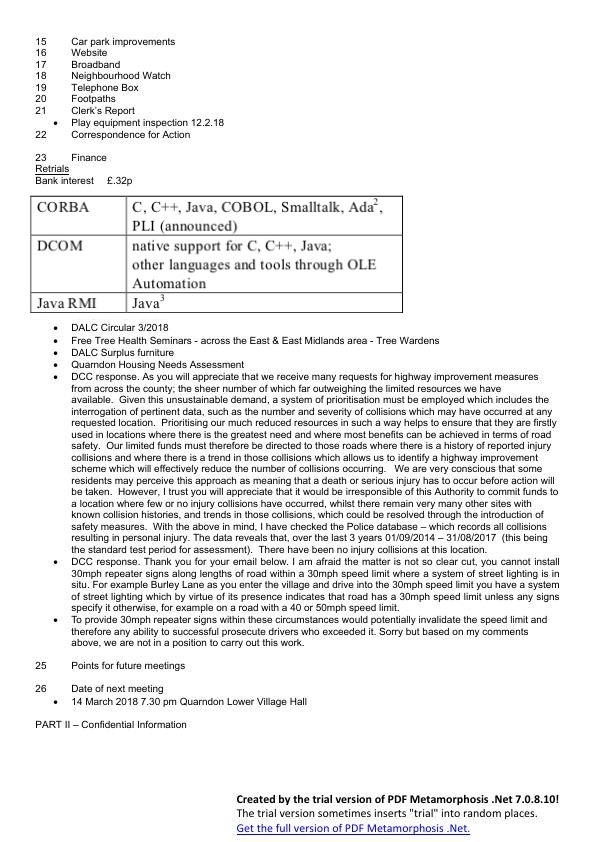 15 Car park improvements
16 Website
17 Broadband
18 Neighbourhood Watch
19 Telephone Box
20 Footpaths
21 Clerk's Report
• Play equipment inspection 12.2.18
22 Correspondence for Action
23 Finance
Retrials
Bank interest £.32p
CORBA C, C++, Java, COBOL, Smalltalk, Ada2,
PLI (announced)
DCOM native support for C, C++, Java;
other languages and tools through OLE
Automation
Java RMI Java3
• DALC Circular 3/2018
• Free Tree Health Seminars - across the East & East Midlands area - Tree Wardens
• DALC Surplus furniture
• Quarndon Housing Needs Assessment
• DCC response. As you will appreciate that we receive many requests for highway improvement measures
from across the county; the sheer number of which far outweighing the limited resources we have
available. Given this unsustainable demand, a system of prioritisation must be employed which includes the
interrogation of pertinent data, such as the number and severity of collisions which may have occurred at any
requested location. Prioritising our much reduced resources in such a way helps to ensure that they are firstly
used in locations where there is the greatest need and where most benefits can be achieved in terms of road
safety. Our limited funds must therefore be directed to those roads where there is a history of reported injury
collisions and where there is a trend in those collisions which allows us to identify a highway improvement
scheme which will effectively reduce the number of collisions occurring. We are very conscious that some
residents may perceive this approach as meaning that a death or serious injury has to occur before action will
be taken. However, I trust you will appreciate that it would be irresponsible of this Authority to commit funds to
a location where few or no injury collisions have occurred, whilst there remain very many other sites with
known collision histories, and trends in those collisions, which could be resolved through the introduction of
safety measures. With the above in mind, I have checked the Police database – which records all collisions
resulting in personal injury. The data reveals that, over the last 3 years 01/09/2014 – 31/08/2017 (this being
the standard test period for assessment). There have been no injury collisions at this location.
• DCC response. Thank you for your email below. I am afraid the matter is not so clear cut, you cannot install
30mph repeater signs along lengths of road within a 30mph speed limit where a system of street lighting is in
situ. For example Burley Lane as you enter the village and drive into the 30mph speed limit you have a system
of street lighting which by virtue of its presence indicates that road has a 30mph speed limit unless any signs
specify it otherwise, for example on a road with a 40 or 50mph speed limit.
• To provide 30mph repeater signs within these circumstances would potentially invalidate the speed limit and
therefore any ability to successful prosecute drivers who exceeded it. Sorry but based on my comments
above, we are not in a position to carry out this work.
25 Points for future meetings
26 Date of next meeting
• 14 March 2018 7.30 pm Quarndon Lower Village Hall
PART II – Confidential Information
Created by the trial version of PDF Metamorphosis .Net 7.0.8.10!
The trial version sometimes inserts "trial" into random places.
Get the full version of PDF Metamorphosis .Net.